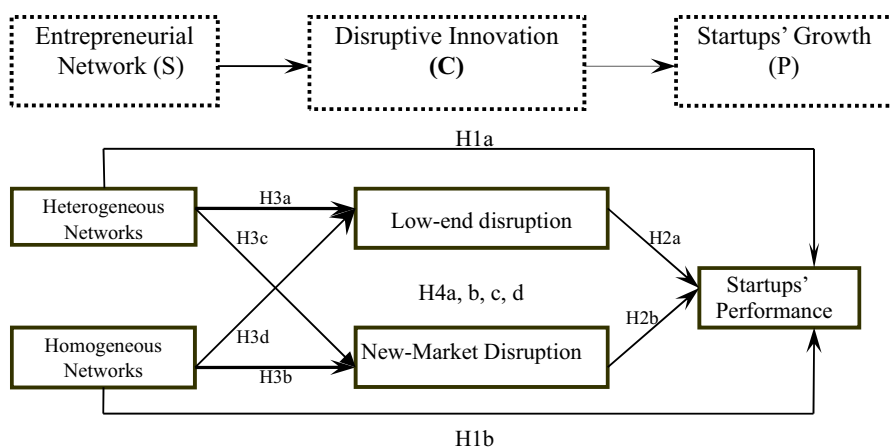 Entrepreneurial
Network (S)
Disruptive Innovation
(C)
Startups' Growth
(P)
H1a
Heterogeneous
Networks
H3a
H3c
Low-end disruption
H2a
H4a, b, c, d
Startups'
Performance
Homogeneous
Networks
H3d
H3b
New-Market Disruption
H2b
H1b